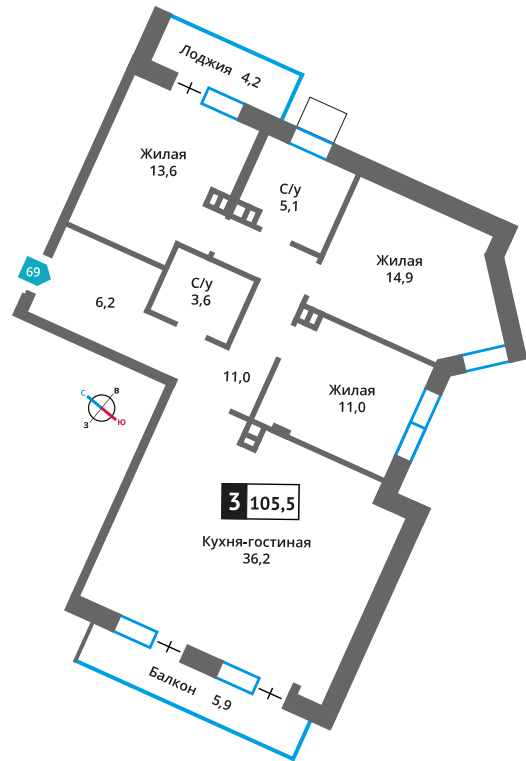 Лоджия 4,2
Жилая
13,6
С/у
5,1
Жилая
14,9
69
6,2
С/у
3,6
11,0
Жилая
11,0
С
В
З
Ю
3 105,5
Кухня-гостиная
36,2
Балкон 5,9